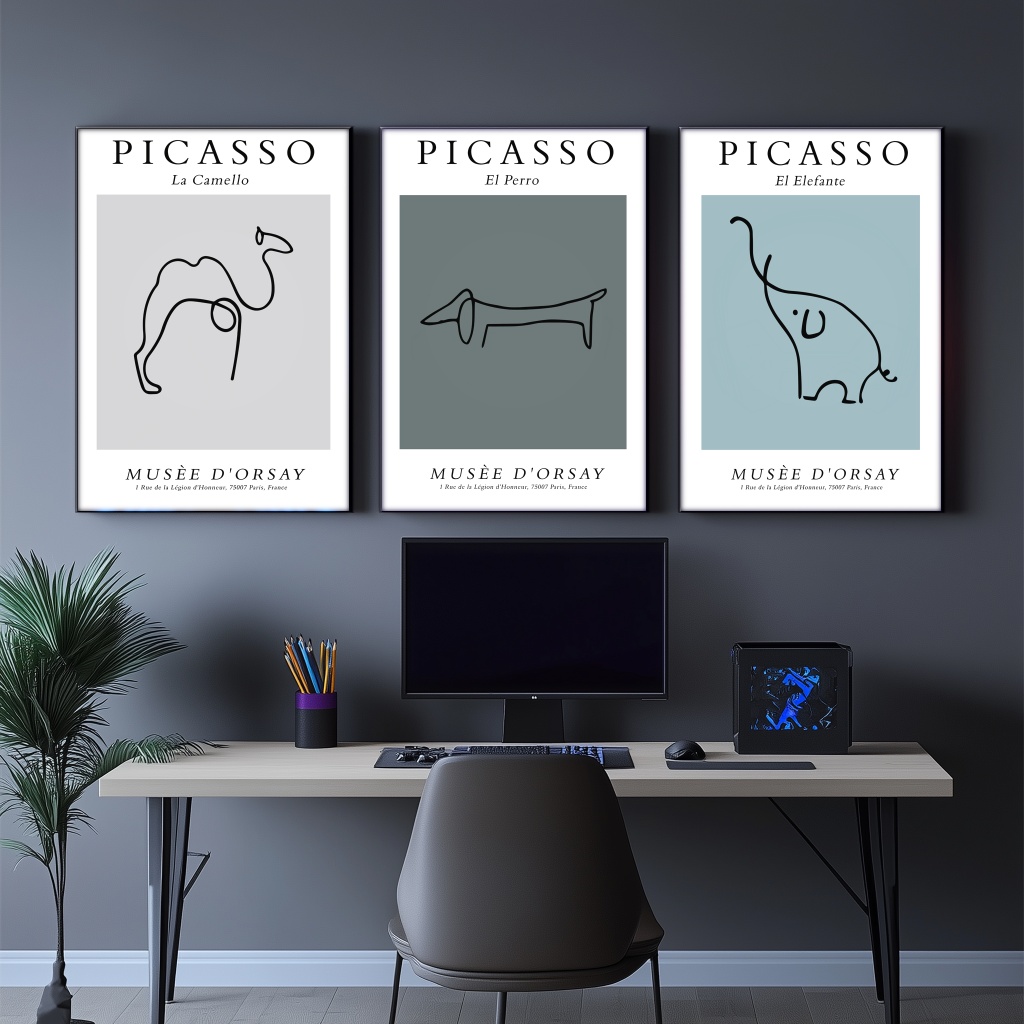 PICASSO
La Camello
MUSÈE D'ORSAY
1 Rue de la Légion d'Honneur, 75007 Paris, France
PICASSO
El Perro
MUSÈE D'ORSAY
1 Rue de la Légion d'Honneur, 75007 Paris, France
PICASSO
El Elefante
MUSÈE D'ORSAY
1 Rue de la Légion d'Honneur, 75007 Paris, France